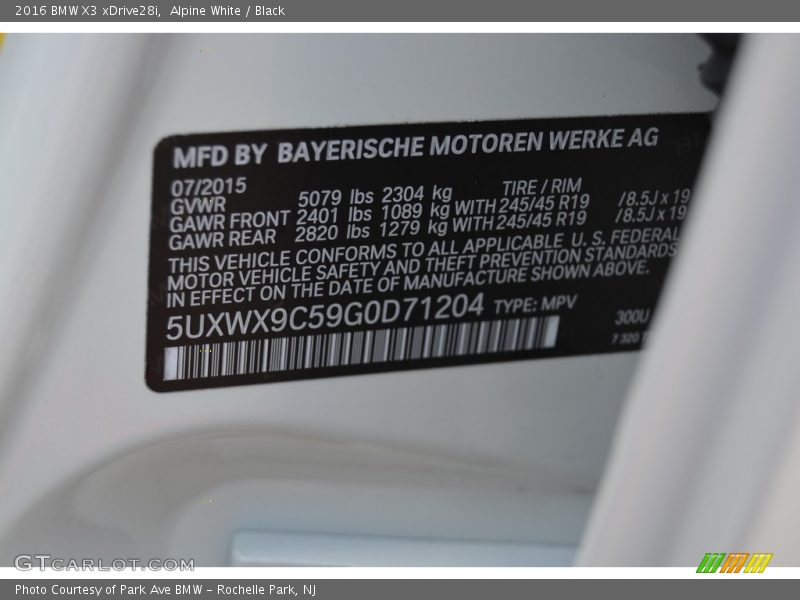 2016 BMW X3 xDrive28i, Alpine White / Black
MFD BY BAYERISCHE MOTOREN WERKE AG
07/2015 TIRE / RIM
GVWR 5079 lbs 2304 kg
GAWR FRONT 2401 lbs 1089 kg WITH 245/45 R19 /8.5J x 19
GAWR REAR 2820 lbs 1279 kg WITH 245/45 R19 /8.5J x 19
THIS VEHICLE CONFORMS TO ALL APPLICABLE U. S. FEDERAL
MOTOR VEHICLE SAFETY AND THEFT PREVENTION STANDARDS
IN EFFECT ON THE DATE OF MANUFACTURE SHOWN ABOVE.
5UXWX9C59G0D71204 TYPE: MPV 300U
7 320
GTCARLOT.COM
Photo Courtesy of Park Ave BMW - Rochelle Park, NJ